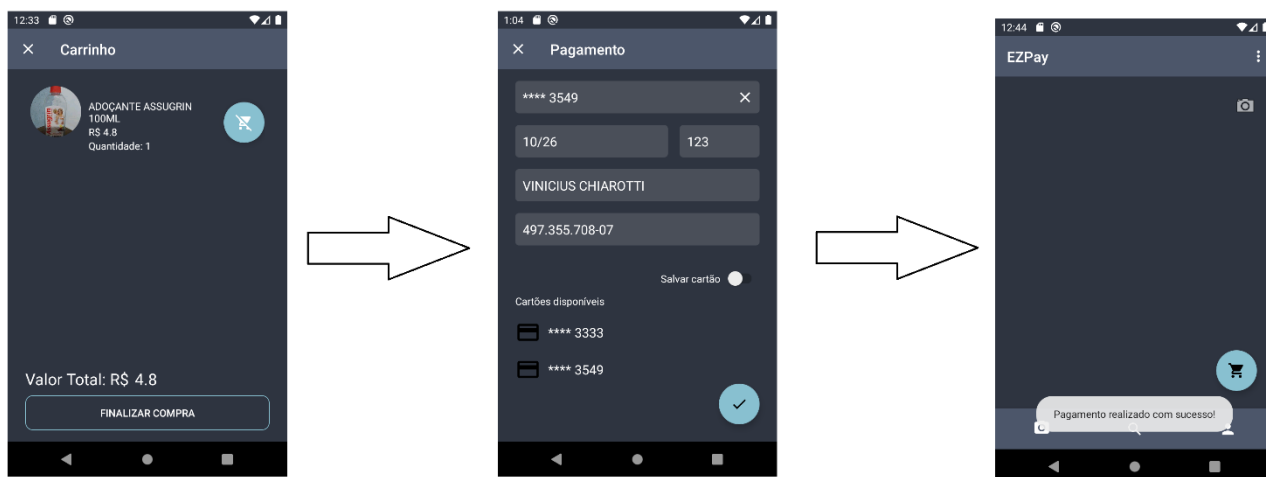 12:33
Carrinho
ADOÇANTE ASSUGRIN
100ML
R$ 4.8
Quantidade: 1
Valor Total: R$ 4.8
FINALIZAR COMPRA
1:04
Pagamento
**** 3549
10/26
123
VINICIUS CHIAROTTI
497.355.708-07
Salvar cartão
Cartões disponíveis
**** 3333
**** 3549
12:44
EZPay
Pagamento realizado com sucesso!